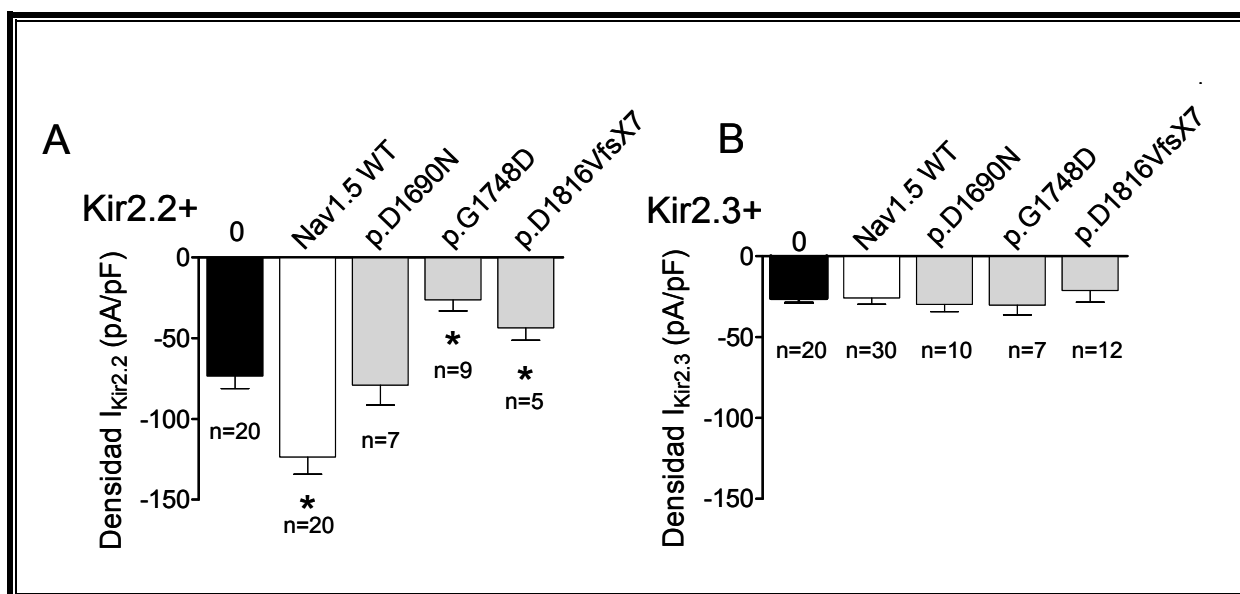 A
Kir2.2+
0
Nav1.5 WT
p.D1690N
p.G1748D
p.D1816VfsX7
Densidad I_Kir2.2 (pA/pF)
0
-50
-100
-150
n=20
*
n=20
n=7
*
n=9
*
n=5
B
Kir2.3+
0
Nav1.5 WT
p.D1690N
p.G1748D
p.D1816VfsX7
Densidad I_Kir2.3 (pA/pF)
0
-50
-100
-150
n=20
n=30
n=10
n=7
n=12